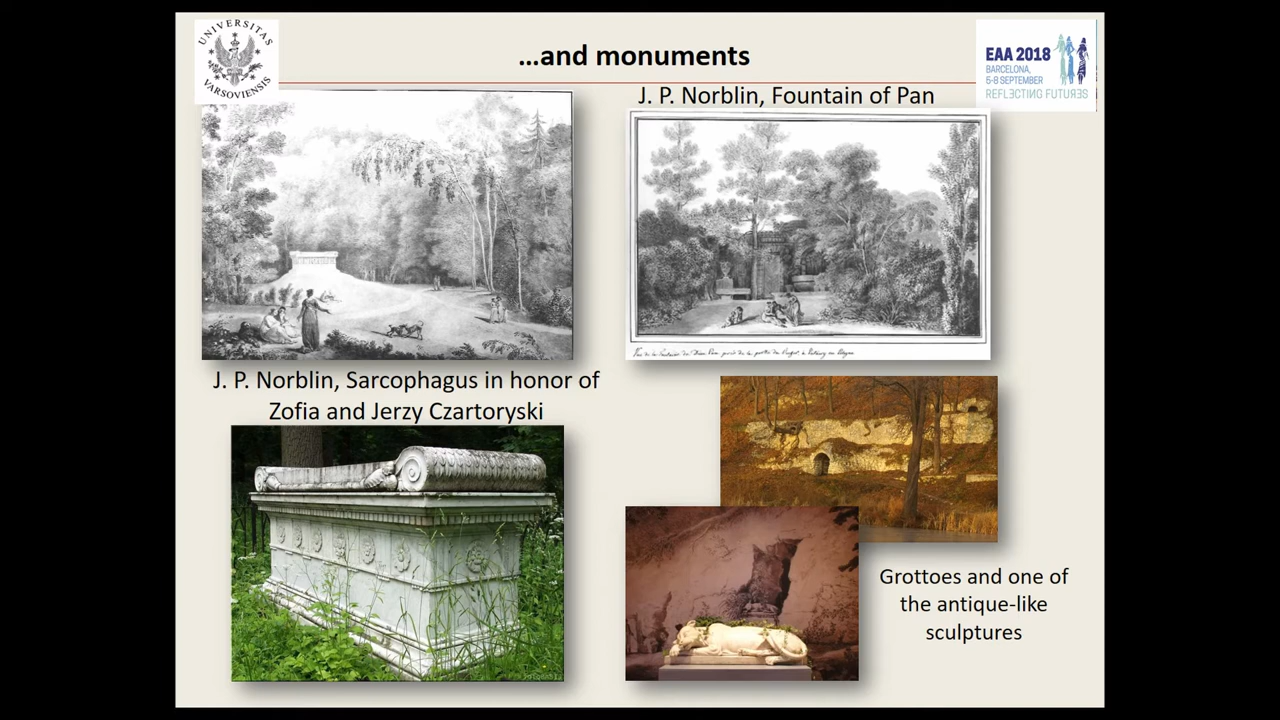 UNIVERSITAS
VARSOVIENSIS
…and monuments
EAA 2018
BARCELONA,
5-8 SEPTEMBER
REFLECTING FUTURES
J. P. Norblin, Fountain of Pan
J. P. Norblin, Sarcophagus in honor of
Zofia and Jerzy Czartoryski
Grottoes and one of
the antique-like
sculptures